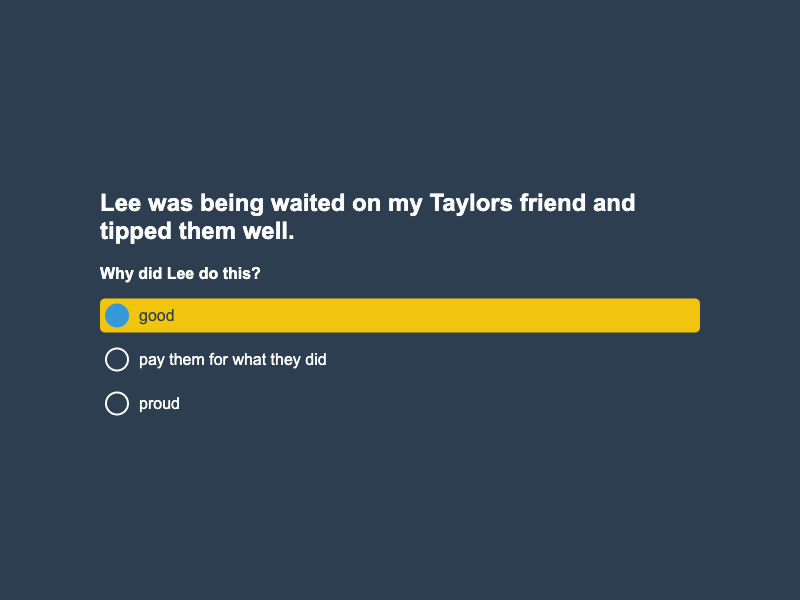 Lee was being waited on my Taylors friend and
tipped them well.
Why did Lee do this?
good
pay them for what they did
proud